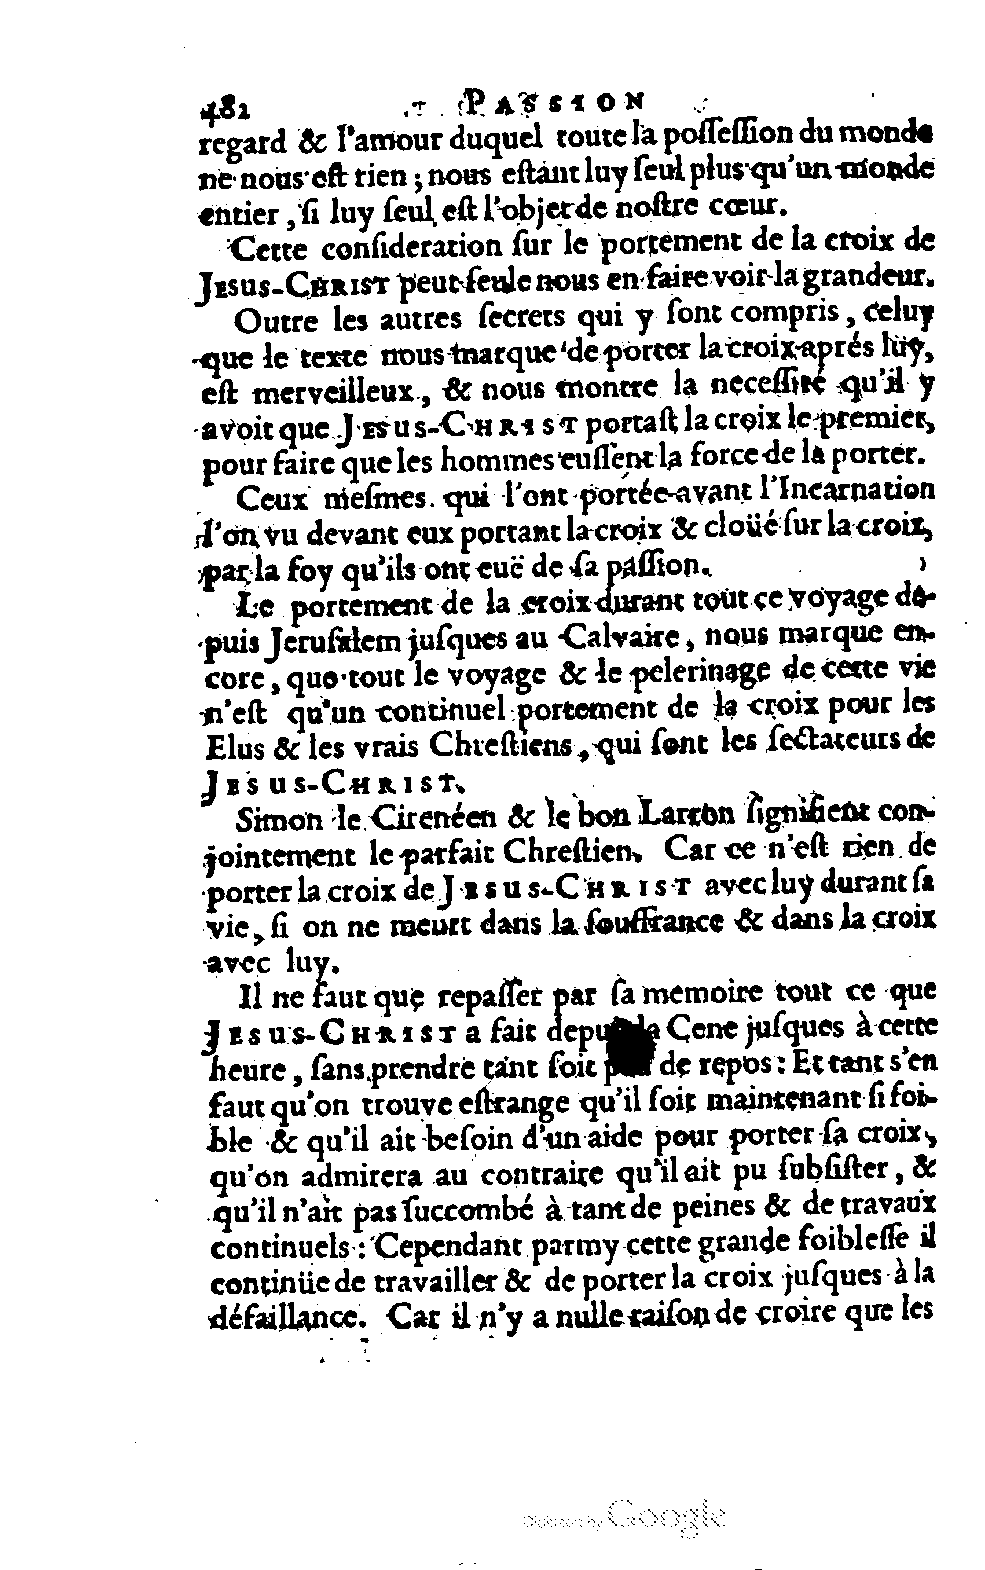 482 PASSION
regard & l'amour duquel toute la poſſeſſion du monde
ne nous eſt rien ; nous eſtant luy ſeul plus qu'un monde
entier, ſi luy ſeul eſt l'objet de noſtre cœur.
Cette conſideration ſur le portement de la croix de
JESUS-CHRIST peut ſeule nous en faire voir la grandeur.
Outre les autres ſecrets qui y ſont compris, celuy
que le texte nous marque de porter la croix aprés luy,
eſt merveilleux, & nous montre la neceſſité qu'il y
avoit que JESUS-CHRIST portaſt la croix le premier,
pour faire que les hommes euſſent la force de la porter.
Ceux meſmes qui l'ont portée avant l'Incarnation
l'on vu devant eux portant la croix & cloüé ſur la croix,
par la foy qu'ils ont euë de ſa paſſion.
Le portement de la croix durant tout ce voyage de-
puis Jeruſalem juſques au Calvaire, nous marque en-
core, que tout le voyage & le pelerinage de cette vie
n'eſt qu'un continuel portement de la croix pour les
Elus & les vrais Chreſtiens, qui ſont les ſectateurs de
JESUS-CHRIST.
Simon le Cirenéen & le bon Larron ſignifient con-
jointement le parfait Chreſtien. Car ce n'eſt rien de
porter la croix de JESUS-CHRIST avec luy durant ſa
vie, ſi on ne meurt dans la ſouffrance & dans la croix
avec luy.
Il ne faut que repaſſer par ſa memoire tout ce que
JESUS-CHRIST a fait depuis la Cene juſques à cette
heure, ſans prendre tant ſoit de repos : Et tant s'en
faut qu'on trouve eſtrange qu'il ſoit maintenant ſi foi-
ble & qu'il ait beſoin d'un aide pour porter ſa croix,
qu'on admirera au contraire qu'il ait pu ſubſiſter, &
qu'il n'ait pas ſuccombé à tant de peines & de travaux
continuels : Cependant parmy cette grande foibleſſe il
continüe de travailler & de porter la croix juſques à la
défaillance. Car il n'y a nulle raiſon de croire que les
Digitized by Google